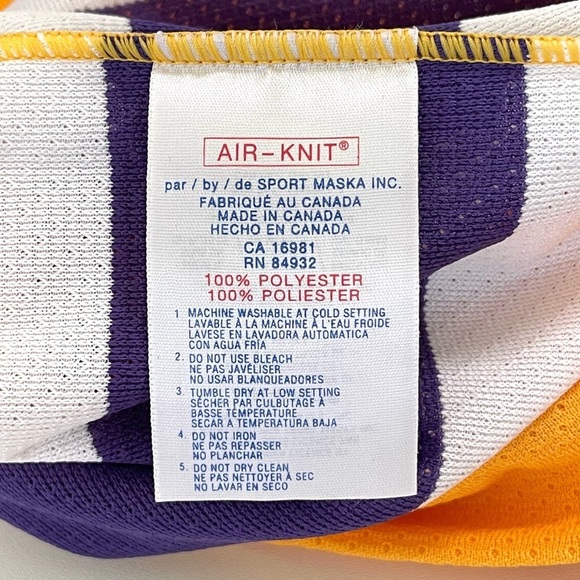 AIR-KNIT®
par / by / de SPORT MASKA INC.
FABRIQUÉ AU CANADA
MADE IN CANADA
HECHO EN CANADA
CA 16981
RN 84932
100% POLYESTER
100% POLIESTER
1 MACHINE WASHABLE AT COLD SETTING
LAVABLE À LA MACHINE À L'EAU FROIDE
LAVESE EN LAVADORA AUTOMATICA
CON AGUA FRÍA
2. DO NOT USE BLEACH
NE PAS JAVÉLISER
NO USAR BLANQUEADORES
3. TUMBLE DRY AT LOW SETTING
SÉCHER PAR CULBUTAGE À
BASSE TEMPÉRATURE
SECAR A TEMPERATURA BAJA
4. DO NOT IRON
NE PAS REPASSER
NO PLANCHAR
5. DO NOT DRY CLEAN
NE PAS NETTOYER À SEC
NO LAVAR EN SECO